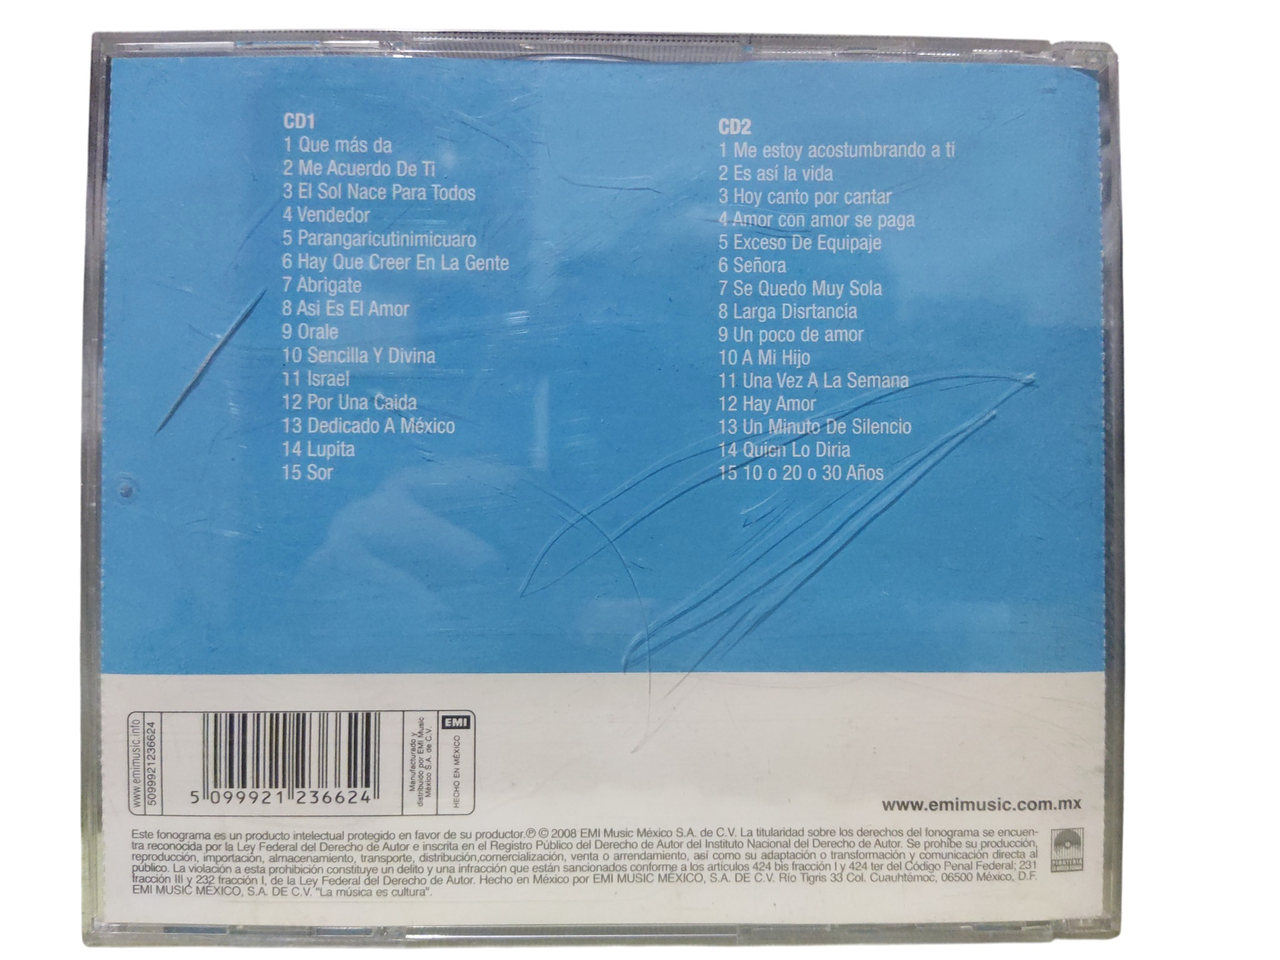 CD1
1 Que más da
2 Me Acuerdo De Ti
3 El Sol Nace Para Todos
4 Vendedor
5 Parangaricutinimicuaro
6 Hay Que Creer En La Gente
7 Abrigate
8 Asi Es El Amor
9 Orale
10 Sencilla Y Divina
11 Israel
12 Por Una Caida
13 Dedicado A México
14 Lupita
15 Sor
CD2
1 Me estoy acostumbrando a ti
2 Es así la vida
3 Hoy canto por cantar
4 Amor con amor se paga
5 Exceso De Equipaje
6 Señora
7 Se Quedo Muy Sola
8 Larga Disrtancia
9 Un poco de amor
10 A Mi Hijo
11 Una Vez A La Semana
12 Hay Amor
13 Un Minuto De Silencio
14 Quien Lo Diria
15 10 o 20 o 30 Años
www.emimusic.info
5099921236624
5 099921 236624
Manufacturado y
distribuido por EMI Music
México S.A. de C.V.
EMI
HECHO EN MÉXICO
www.emimusic.com.mx
Este fonograma es un producto intelectual protegido en favor de su productor.℗ © 2008 EMI Music México S.A. de C.V. La titularidad sobre los derechos del fonograma se encuen-
tra reconocida por la Ley Federal del Derecho de Autor e inscrita en el Registro Público del Derecho de Autor del Instituto Nacional del Derecho de Autor. Se prohíbe su producción,
reproducción, importación, almacenamiento, transporte, distribución,comercialización, venta o arrendamiento, así como su adaptación o transformación y comunicación directa al
público. La violación a esta prohibición constituye un delito y una infracción que están sancionados conforme a los artículos 424 bis fracción I y 424 ter del Código Penal Federal: 231
fracción III y 232 fracción I, de la Ley Federal del Derecho de Autor. Hecho en México por EMI MUSIC MEXICO, S.A. DE C.V. Río Tigris 33 Col. Cuauhtémoc, 06500 México, D.F.
EMI MUSIC MÉXICO, S.A. DE C.V. "La música es cultura".